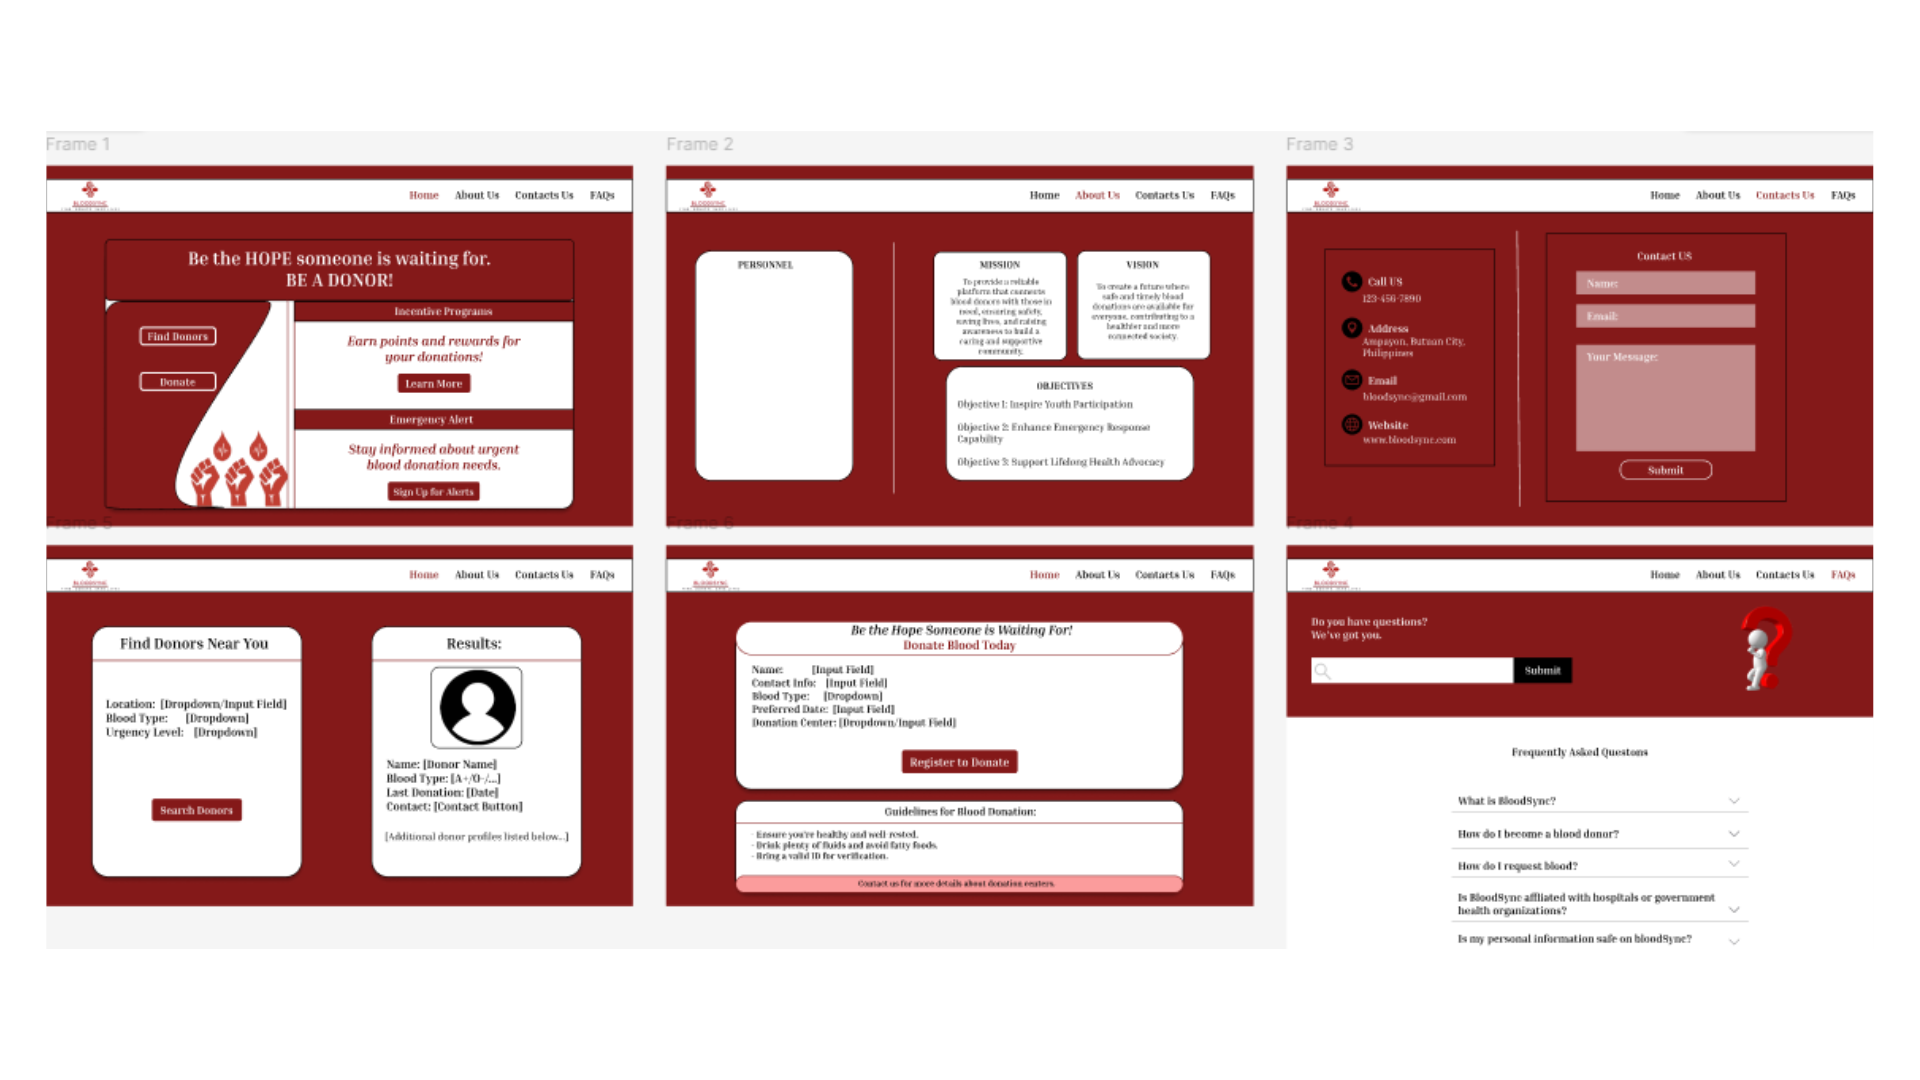 Frame 1
BLOODSYNC
Home About Us Contacts Us FAQs
Be the HOPE someone is waiting for.
BE A DONOR!
Find Donors
Donate
Incentive Programs
Earn points and rewards for
your donations!
Learn More
Emergency Alert
Stay informed about urgent
blood donation needs.
Sign Up for Alerts
Frame 2
BLOODSYNC
Home About Us Contacts Us FAQs
PERSONNEL
MISSION
To provide a reliable
platform that connects
blood donors with those in
need, ensuring safety,
saving lives, and raising
awareness to build a
caring and supportive
community.
VISION
To create a future where
safe and timely blood
donations are available for
everyone, contributing to a
healthier and more
connected society.
OBJECTIVES
Objective 1: Inspire Youth Participation
Objective 2: Enhance Emergency Response
Capability
Objective 3: Support Lifelong Health Advocacy
Frame 3
BLOODSYNC
Home About Us Contacts Us FAQs
Call US
123-456-7890
Address
Ampayon, Butuan City,
Philippines
Email
bloodsync@gmail.com
Website
www.bloodsync.com
Contact US
Name:
Email:
Your Message:
Submit
Frame 5
BLOODSYNC
Home About Us Contacts Us FAQs
Find Donors Near You
Location: [Dropdown/Input Field]
Blood Type: [Dropdown]
Urgency Level: [Dropdown]
Search Donors
Results:
Name: [Donor Name]
Blood Type: [A+/O-/...]
Last Donation: [Date]
Contact: [Contact Button]
[Additional donor profiles listed below...]
Frame 6
BLOODSYNC
Home About Us Contacts Us FAQs
Be the Hope Someone is Waiting For!
Donate Blood Today
Name: [Input Field]
Contact Info: [Input Field]
Blood Type: [Dropdown]
Preferred Date: [Input Field]
Donation Center: [Dropdown/Input Field]
Register to Donate
Guidelines for Blood Donation:
- Ensure you're healthy and well-rested.
- Drink plenty of fluids and avoid fatty foods.
- Bring a valid ID for verification.
Contact us for more details about donation centers.
Frame 4
BLOODSYNC
Home About Us Contacts Us FAQs
Do you have questions?
We've got you.
Submit
Frequently Asked Questons
What is BloodSync?
How do I become a blood donor?
How do I request blood?
Is BloodSync affliated with hospitals or government
health organizations?
Is my personal information safe on bloodSync?